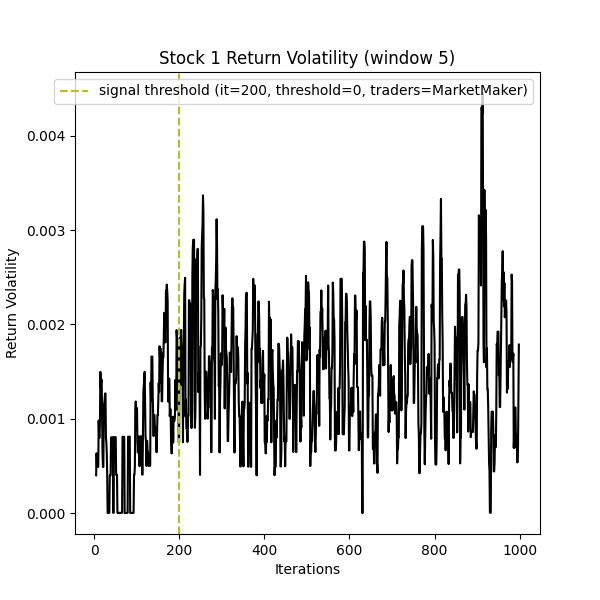 Stock 1 Return Volatility (window 5)
signal threshold (it=200, threshold=0, traders=MarketMaker)
Return Volatility
0.004
0.003
0.002
0.001
0.000
0 200 400 600 800 1000
Iterations